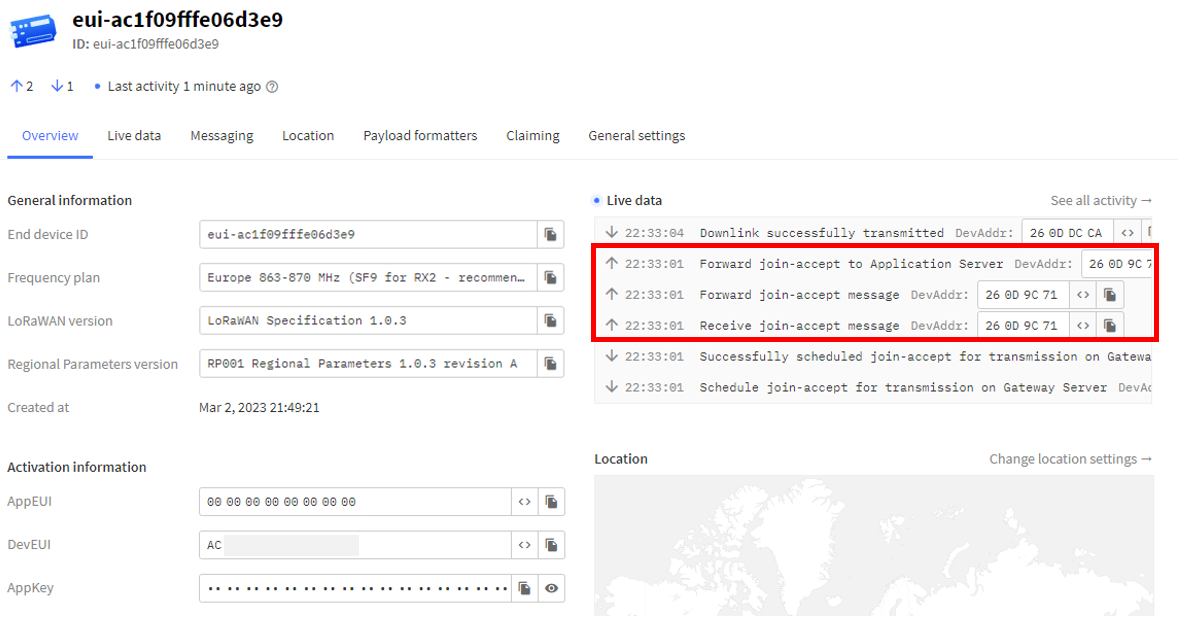 eui-ac1f09fffe06d3e9
ID: eui-ac1f09fffe06d3e9
2 1 • Last activity 1 minute ago
Overview Live data Messaging Location Payload formatters Claiming General settings
General information
End device ID eui-ac1f09fffe06d3e9
Frequency plan Europe 863-870 MHz (SF9 for RX2 - recommen…
LoRaWAN version LoRaWAN Specification 1.0.3
Regional Parameters version RP001 Regional Parameters 1.0.3 revision A
Created at Mar 2, 2023 21:49:21
Activation information
AppEUI 00 00 00 00 00 00 00 00 <>
DevEUI AC <>
AppKey
• Live data See all activity →
↓ 22:33:04 Downlink successfully transmitted DevAddr: 26 0D DC CA <>
↑ 22:33:01 Forward join-accept to Application Server DevAddr: 26 0D 9C 7
↑ 22:33:01 Forward join-accept message DevAddr: 26 0D 9C 71 <>
↑ 22:33:01 Receive join-accept message DevAddr: 26 0D 9C 71 <>
↓ 22:33:01 Successfully scheduled join-accept for transmission on Gatewa
↓ 22:33:01 Schedule join-accept for transmission on Gateway Server DevAd
Location Change location settings →